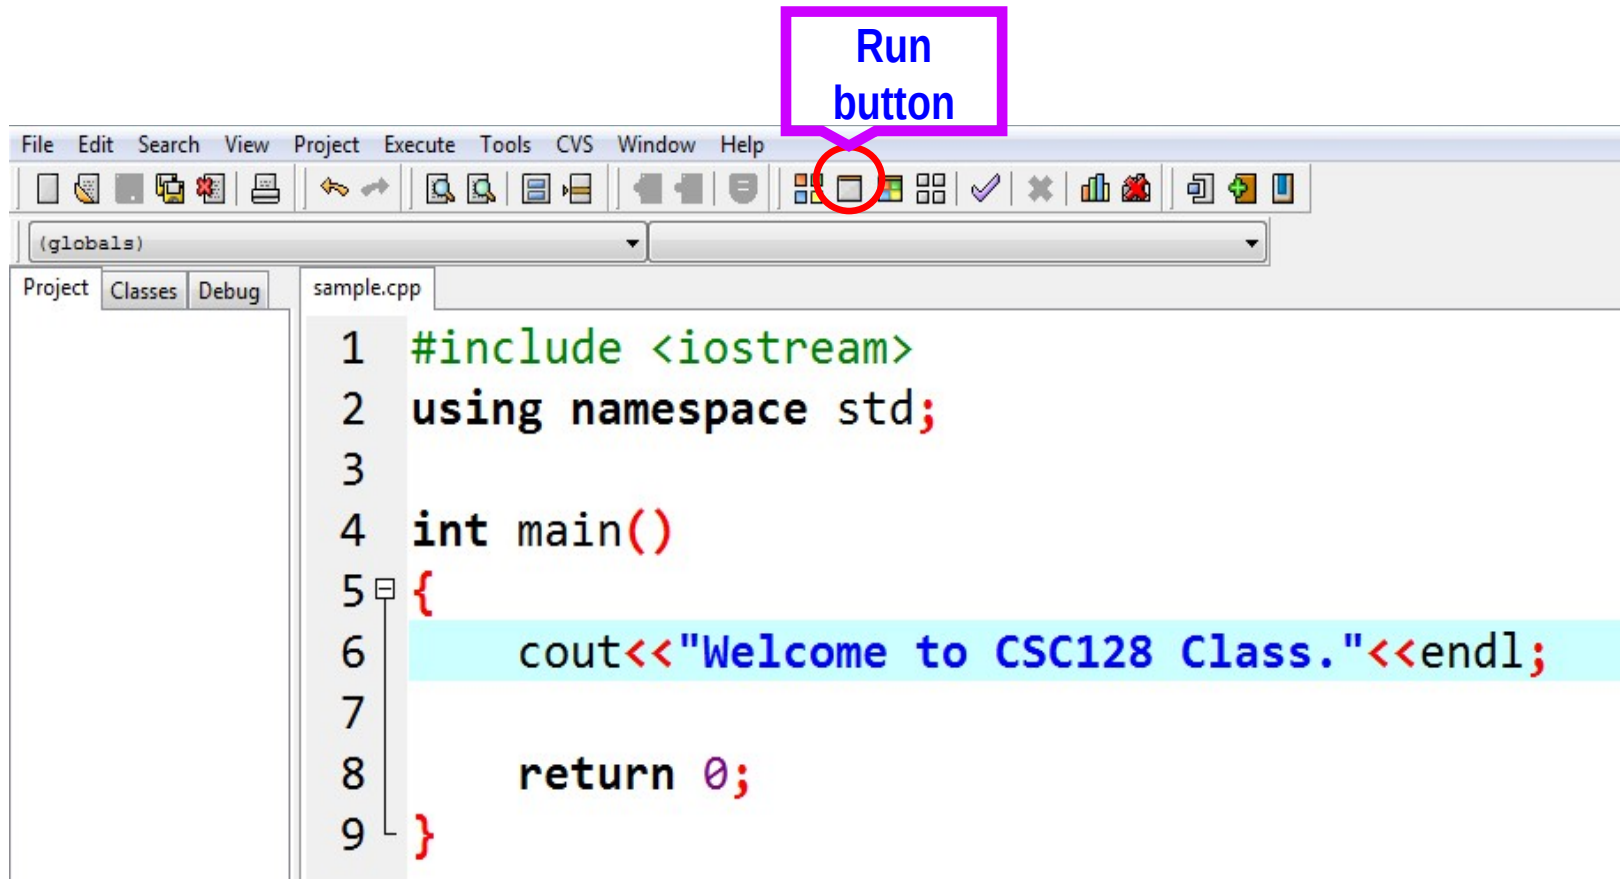 Run
button
File Edit Search View Project Execute Tools CVS Window Help
(globals)
Project Classes Debug sample.cpp
1 #include <iostream>
2 using namespace std;
3
4 int main()
5 {
6 cout<<"Welcome to CSC128 Class."<<endl;
7
8 return 0;
9 }